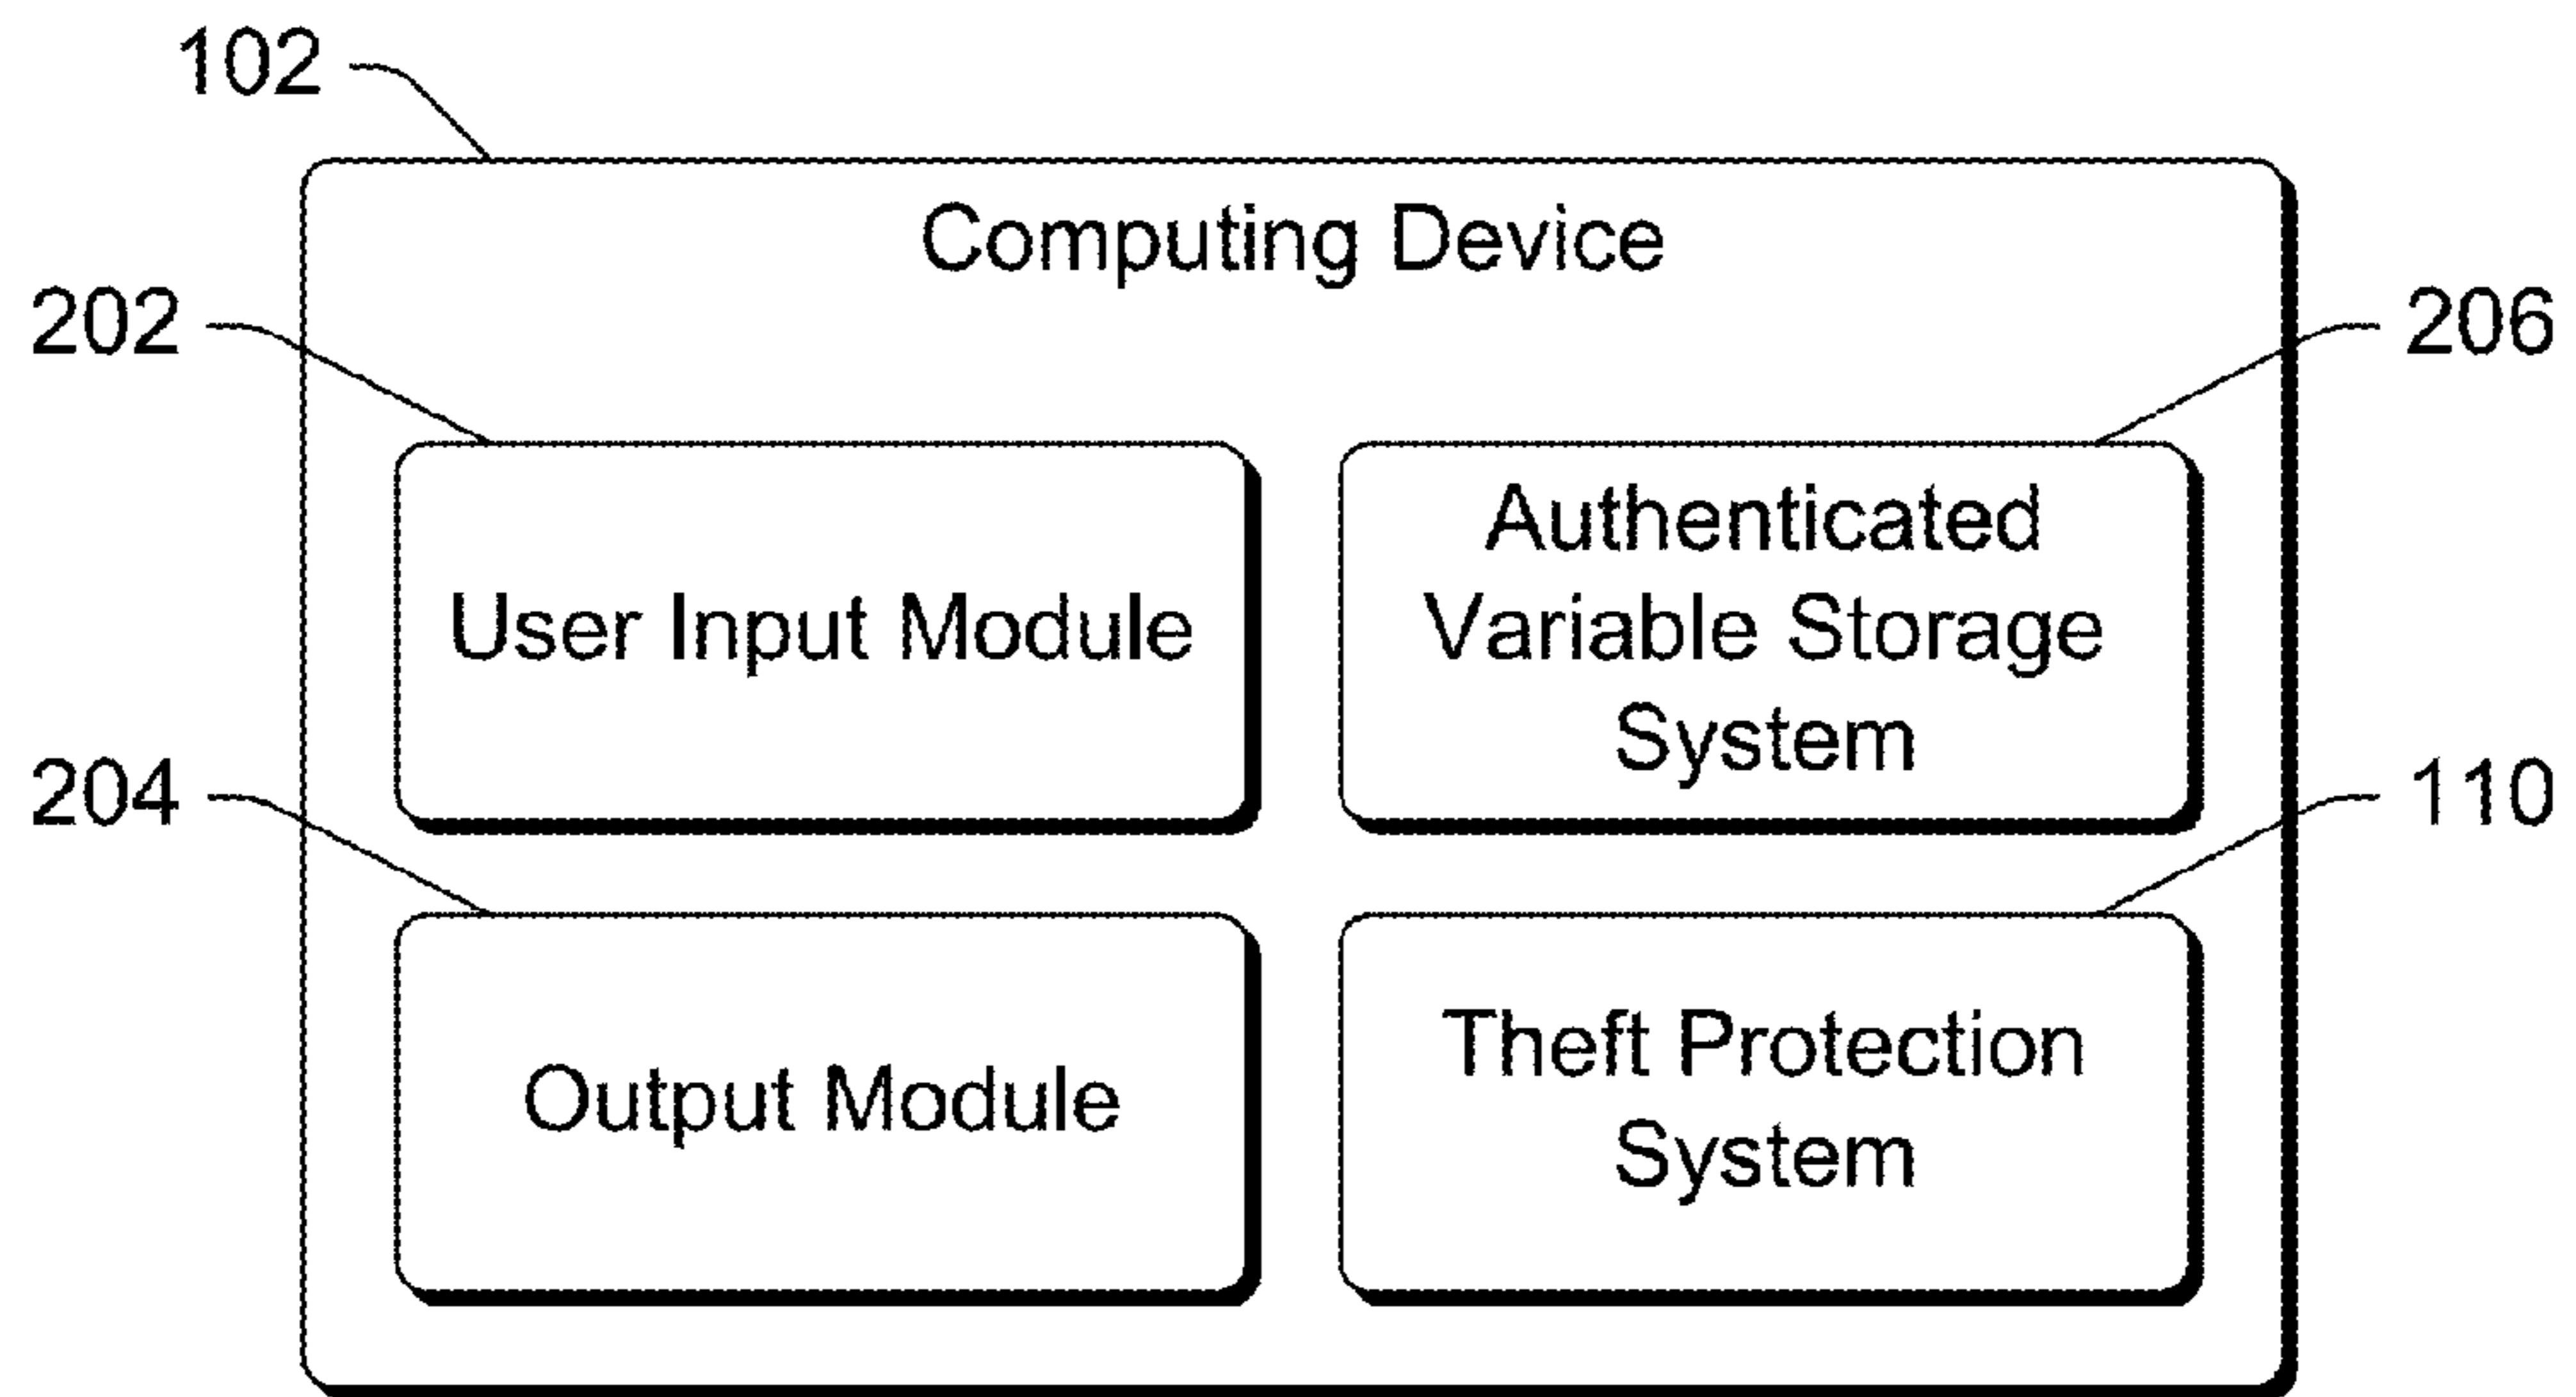 102
Computing Device
202
206
User Input Module
Authenticated
Variable Storage
System
204
110
Output Module
Theft Protection
System